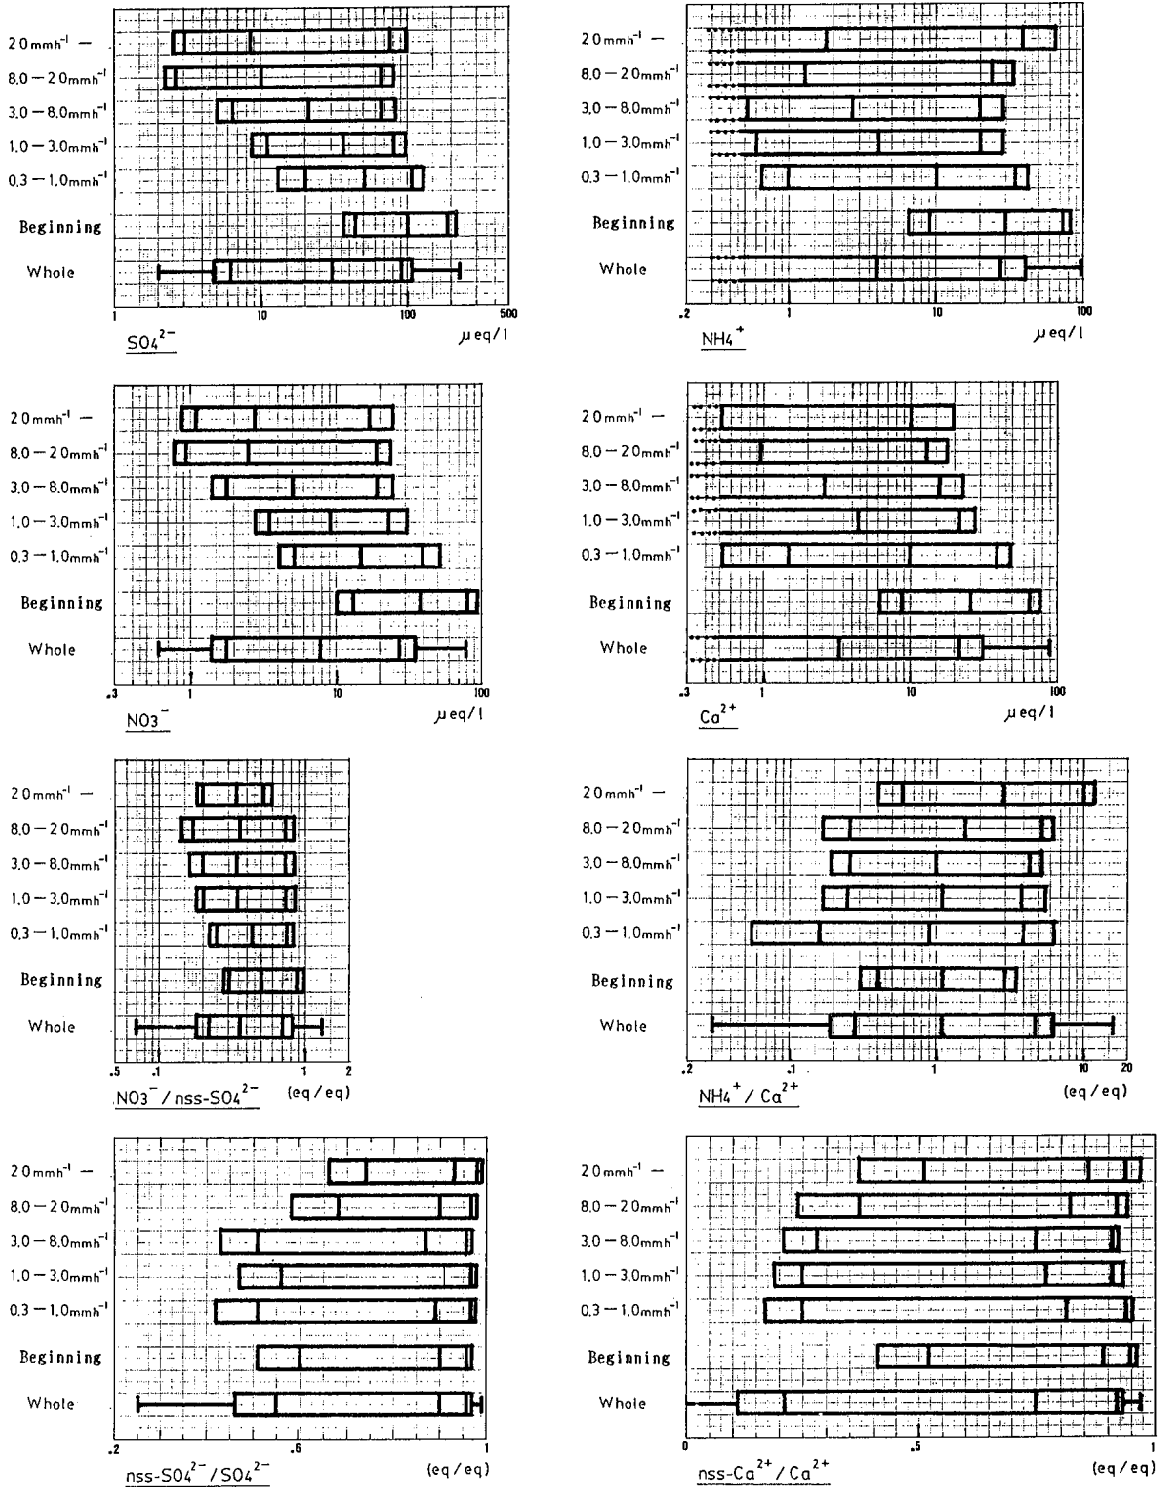 20mmh⁻¹ —
8.0—20mmh⁻¹
3.0—8.0mmh⁻¹
1.0—3.0mmh⁻¹
0.3—1.0mmh⁻¹
Beginning
Whole
1 10 100 500
SO₄²⁻ μeq/l
20mmh⁻¹ —
8.0—20mmh⁻¹
3.0—8.0mmh⁻¹
1.0—3.0mmh⁻¹
0.3—1.0mmh⁻¹
Beginning
Whole
.2 1 10 100
NH₄⁺ μeq/l
20mmh⁻¹ —
8.0—20mmh⁻¹
3.0—8.0mmh⁻¹
1.0—3.0mmh⁻¹
0.3—1.0mmh⁻¹
Beginning
Whole
.3 1 10 100
NO₃⁻ μeq/l
20mmh⁻¹ —
8.0—20mmh⁻¹
3.0—8.0mmh⁻¹
1.0—3.0mmh⁻¹
0.3—1.0mmh⁻¹
Beginning
Whole
.3 1 10 100
Ca²⁺ μeq/l
20mmh⁻¹ —
8.0—20mmh⁻¹
3.0—8.0mmh⁻¹
1.0—3.0mmh⁻¹
0.3—1.0mmh⁻¹
Beginning
Whole
.5 .1 1 2
NO₃⁻/nss-SO₄²⁻ (eq/eq)
20mmh⁻¹ —
8.0—20mmh⁻¹
3.0—8.0mmh⁻¹
1.0—3.0mmh⁻¹
0.3—1.0mmh⁻¹
Beginning
Whole
.2 .1 1 10 20
NH₄⁺/Ca²⁺ (eq/eq)
20mmh⁻¹ —
8.0—20mmh⁻¹
3.0—8.0mmh⁻¹
1.0—3.0mmh⁻¹
0.3—1.0mmh⁻¹
Beginning
Whole
.2 .6 1
nss-SO₄²⁻/SO₄²⁻ (eq/eq)
20mmh⁻¹ —
8.0—20mmh⁻¹
3.0—8.0mmh⁻¹
1.0—3.0mmh⁻¹
0.3—1.0mmh⁻¹
Beginning
Whole
0 .5 1
nss-Ca²⁺/Ca²⁺ (eq/eq)